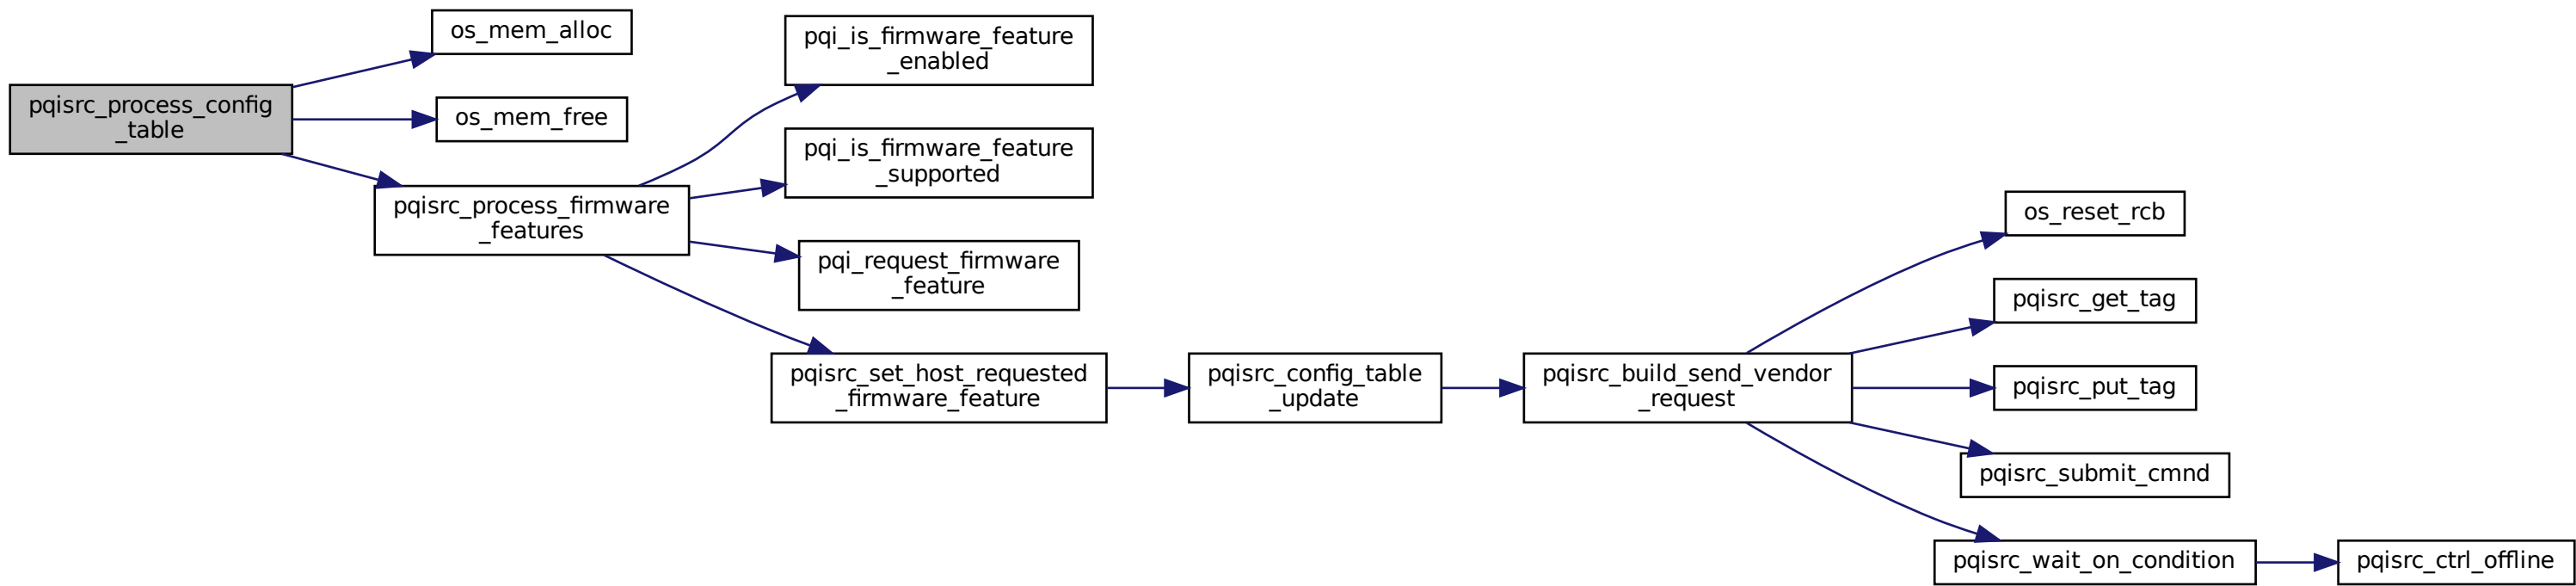 pqisrc_process_config
_table
os_mem_alloc
os_mem_free
pqisrc_process_firmware
_features
pqi_is_firmware_feature
_enabled
pqi_is_firmware_feature
_supported
pqi_request_firmware
_feature
pqisrc_set_host_requested
_firmware_feature
pqisrc_config_table
_update
pqisrc_build_send_vendor
_request
os_reset_rcb
pqisrc_get_tag
pqisrc_put_tag
pqisrc_submit_cmnd
pqisrc_wait_on_condition
pqisrc_ctrl_offline